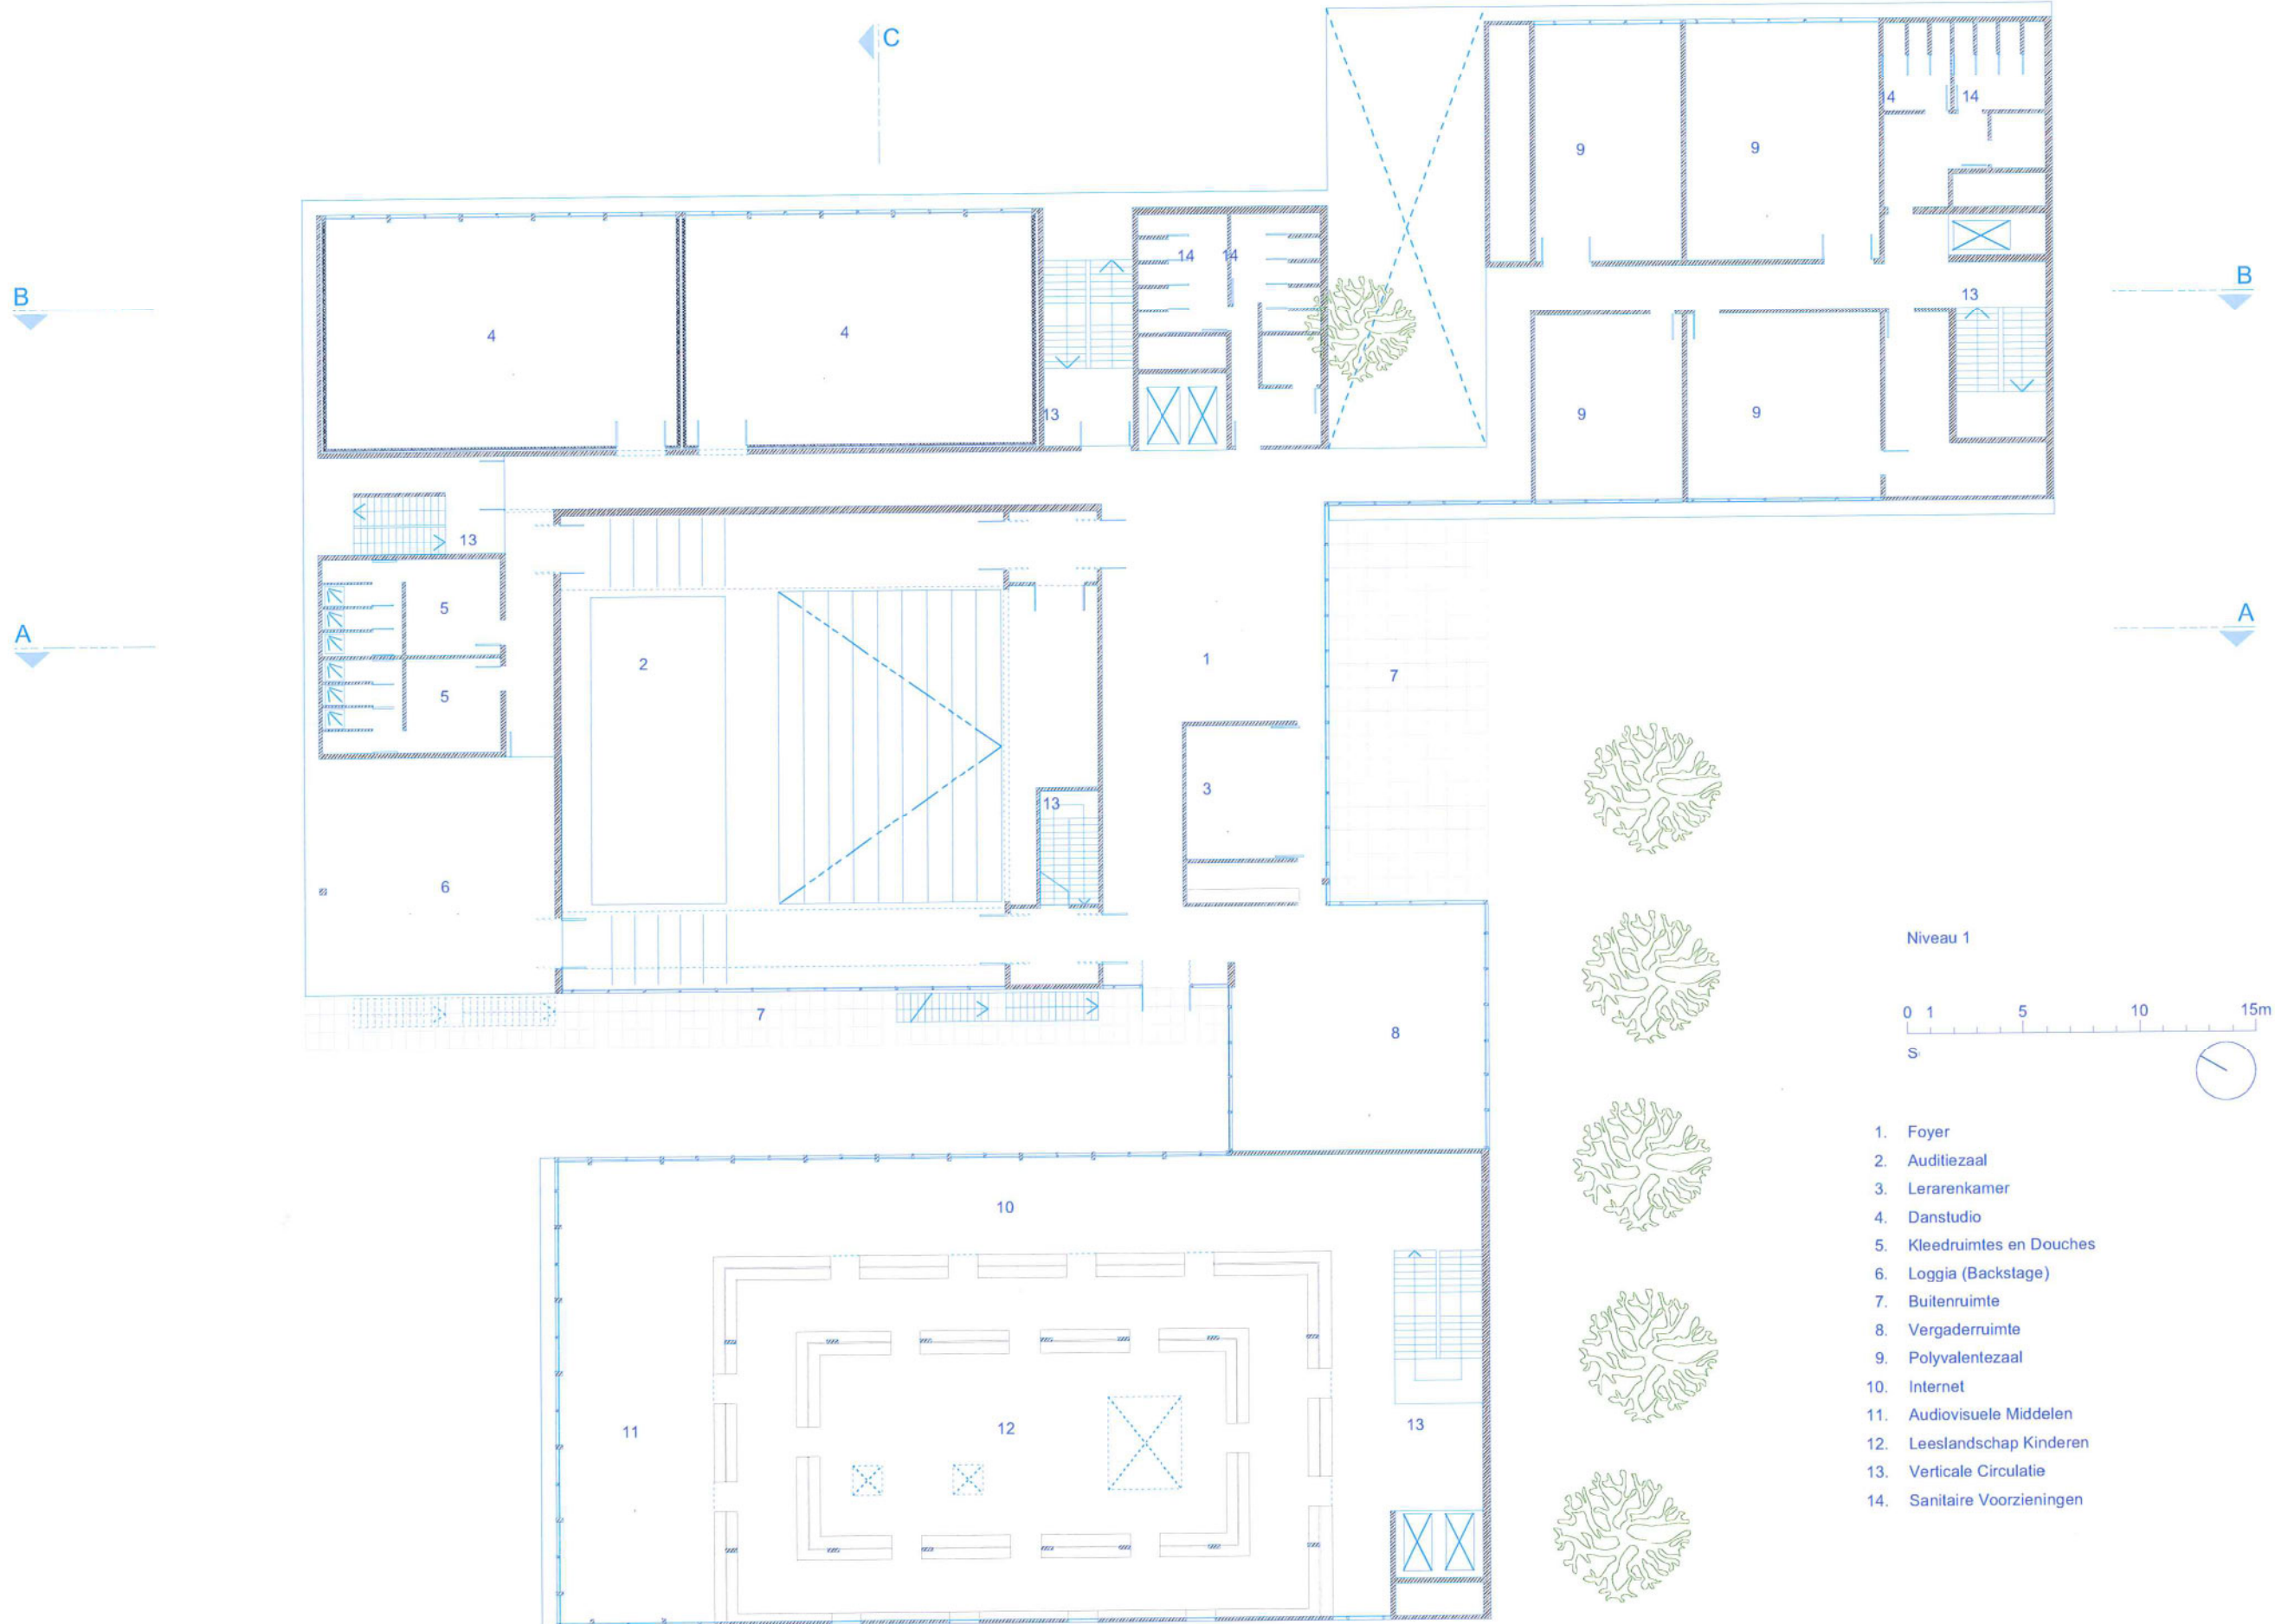 C
4
14
9
9
14
14
B
B
13
4
4
13
9
9
13
5
A
A
2
1
7
5
3
13
6
Niveau 1
7
0 1 5 10 15m
8
S
1. Foyer
2. Auditiezaal
3. Lerarenkamer
4. Danstudio
5. Kleedruimtes en Douches
6. Loggia (Backstage)
7. Buitenruimte
8. Vergaderruimte
9. Polyvalentezaal
10. Internet
11. Audiovisuele Middelen
12. Leeslandschap Kinderen
13. Verticale Circulatie
14. Sanitaire Voorzieningen
10
11
12
13